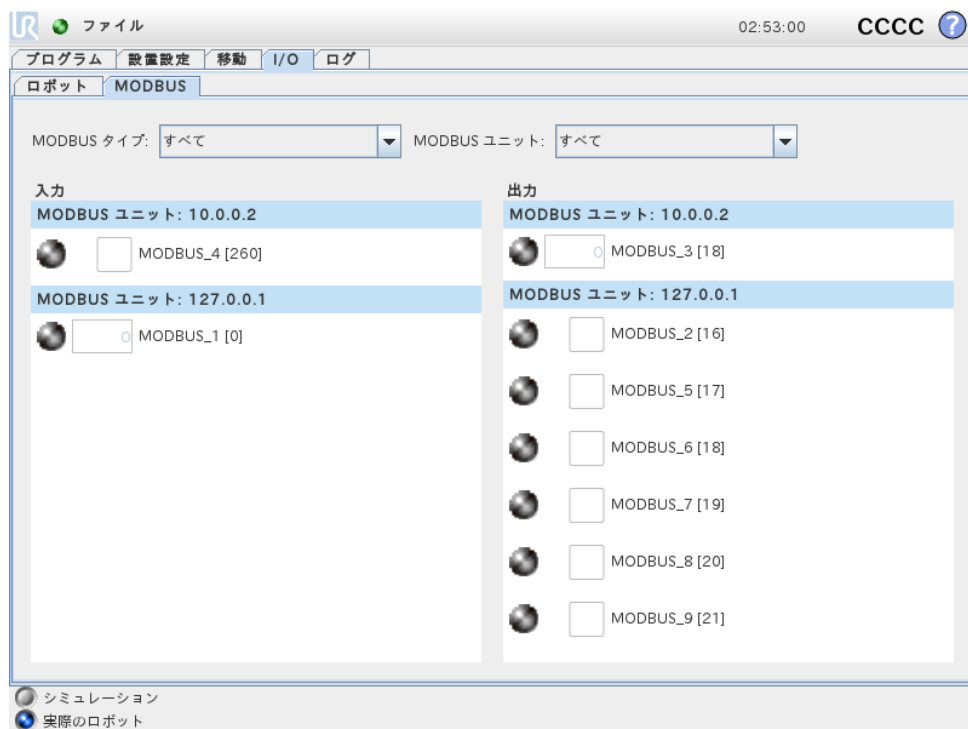 UR ファイル 02:53:00 CCCC ?
プログラム 設置設定 移動 I/O ログ
ロボット MODBUS
MODBUS タイプ: すべて MODBUS ユニット: すべて
入力
MODBUS ユニット: 10.0.0.2
MODBUS_4 [260]
MODBUS ユニット: 127.0.0.1
0 MODBUS_1 [0]
出力
MODBUS ユニット: 10.0.0.2
0 MODBUS_3 [18]
MODBUS ユニット: 127.0.0.1
MODBUS_2 [16]
MODBUS_5 [17]
MODBUS_6 [18]
MODBUS_7 [19]
MODBUS_8 [20]
MODBUS_9 [21]
シミュレーション
実際のロボット